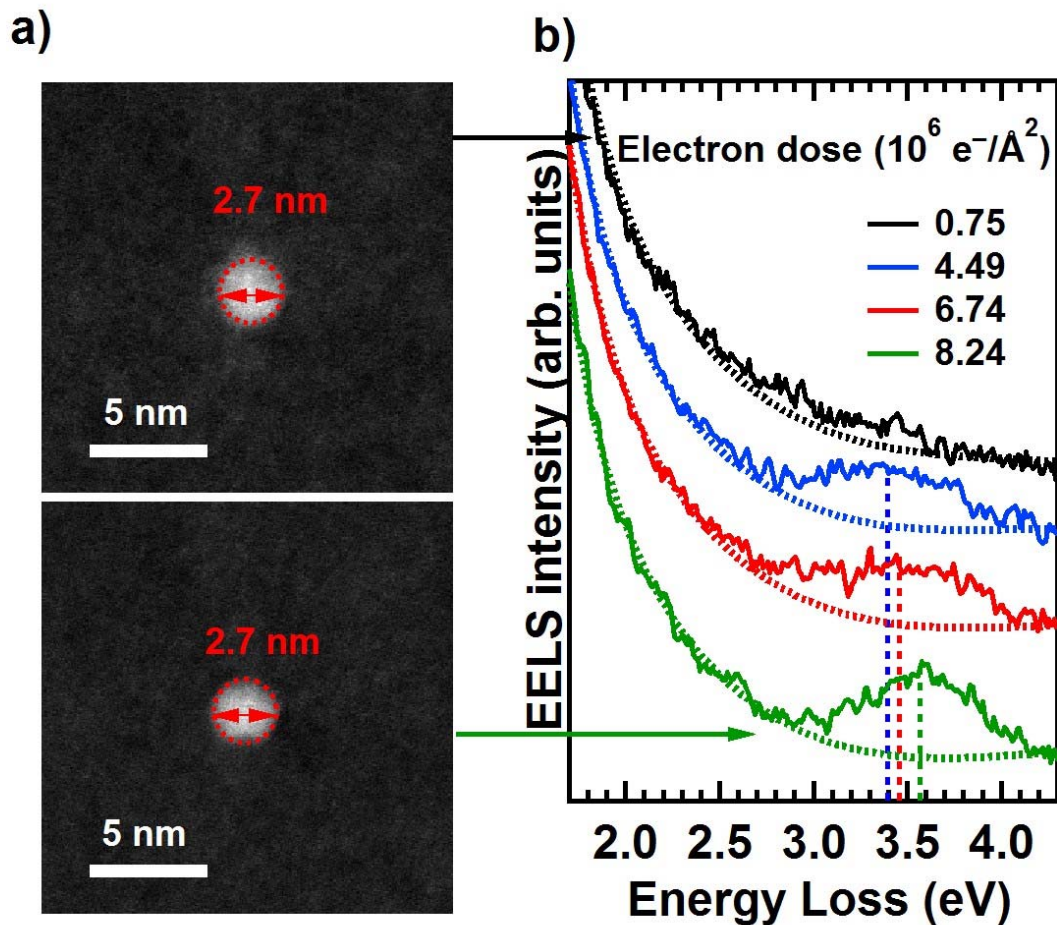 a)
2.7 nm
5 nm
2.7 nm
5 nm
b)
Electron dose (10⁶ e⁻/Å²)
0.75
4.49
6.74
8.24
EELS intensity (arb. units)
2.0 2.5 3.0 3.5 4.0
Energy Loss (eV)